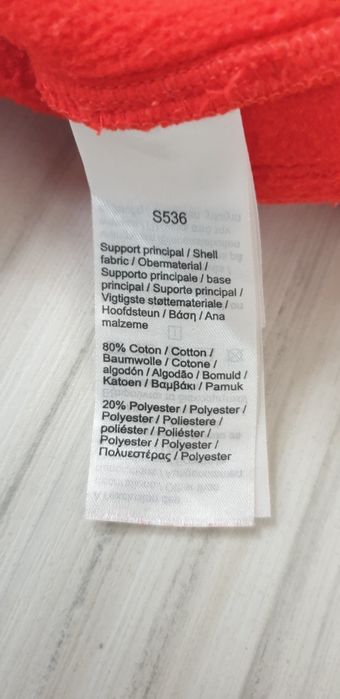 S536
Support principal / Shell
fabric / Obermaterial /
Supporto principale / base
principal / Suporte principal /
Vigtigste støttemateriale /
Hoofdsteun / Βάση / Ana
malzeme
80% Coton / Cotton /
Baumwolle / Cotone /
algodón / Algodão / Bomuld /
Katoen / Βαμβάκι / Pamuk
20% Polyester / Polyester /
Polyester / Poliestere /
poliéster / Poliéster /
Polyester / Polyester /
Πολυεστέρας / Polyester